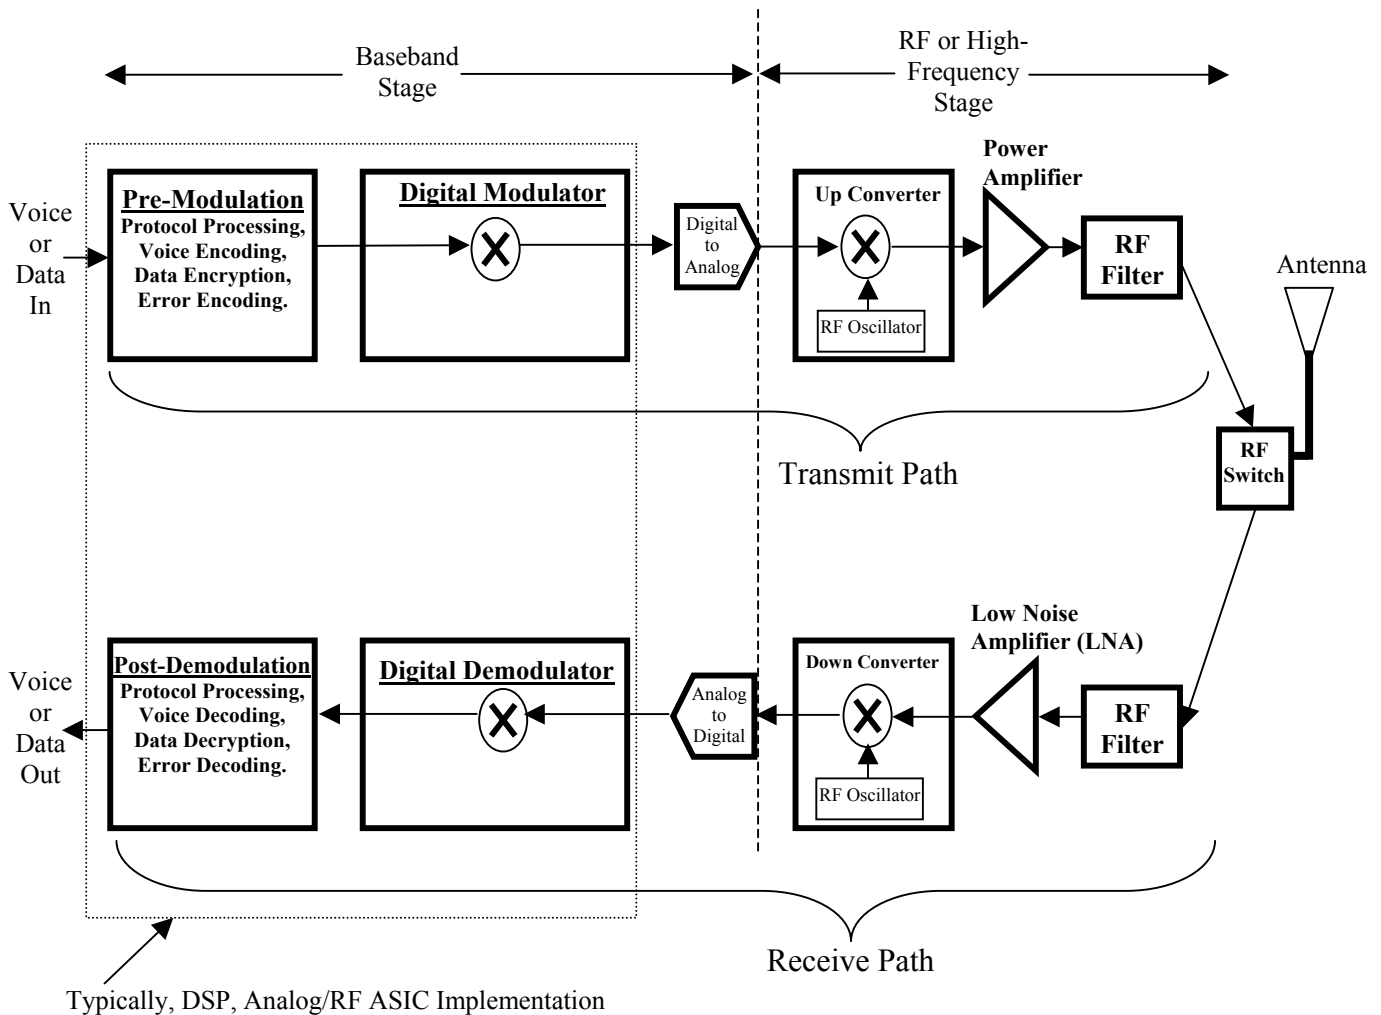 Baseband
Stage
RF or High-
Frequency
Stage
Voice
or
Data
In
Pre-Modulation
Protocol Processing,
Voice Encoding,
Data Encryption,
Error Encoding.
Digital Modulator
Digital
to
Analog
Up Converter
RF Oscillator
Power
Amplifier
RF
Filter
Antenna
Transmit Path
RF
Switch
Voice
or
Data
Out
Post-Demodulation
Protocol Processing,
Voice Decoding,
Data Decryption,
Error Decoding.
Digital Demodulator
Analog
to
Digital
Down Converter
RF Oscillator
Low Noise
Amplifier (LNA)
RF
Filter
Receive Path
Typically, DSP, Analog/RF ASIC Implementation